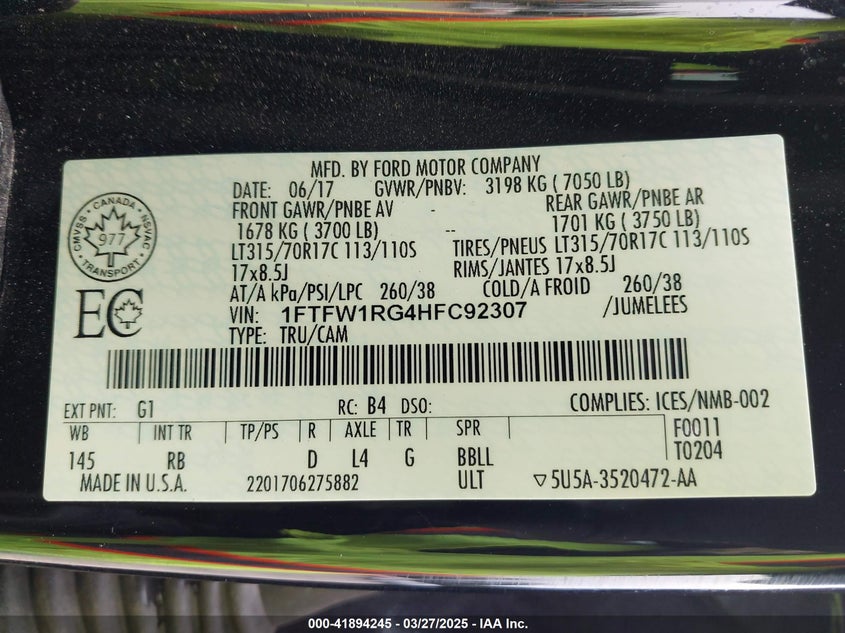 MFD. BY FORD MOTOR COMPANY
DATE: 06/17 GVWR/PNBV: 3198 KG ( 7050 LB)
FRONT GAWR/PNBE AV - REAR GAWR/PNBE AR
1678 KG ( 3700 LB) -- 1701 KG ( 3750 LB)
LT315/70R17C 113/110S TIRES/PNEUS LT315/70R17C 113/110S
17x8.5J RIMS/JANTES 17x8.5J
AT/A kPa/PSI/LPC 260/38 COLD/A FROID 260/38
VIN: 1FTFW1RG4HFC92307 /JUMELEES
TYPE: TRU/CAM
CANADA
CMVSS
NSVAC
977
TRANSPORT
EC
EXT PNT: G1 RC: B4 DSO: COMPLIES: ICES/NMB-002
WB INT TR TP/PS R AXLE TR SPR F0011
145 RB D L4 G BBLL T0204
MADE IN U.S.A. 2201706275882 ULT ▽5U5A-3520472-AA
000-41894245 - 03/27/2025 - IAA Inc.